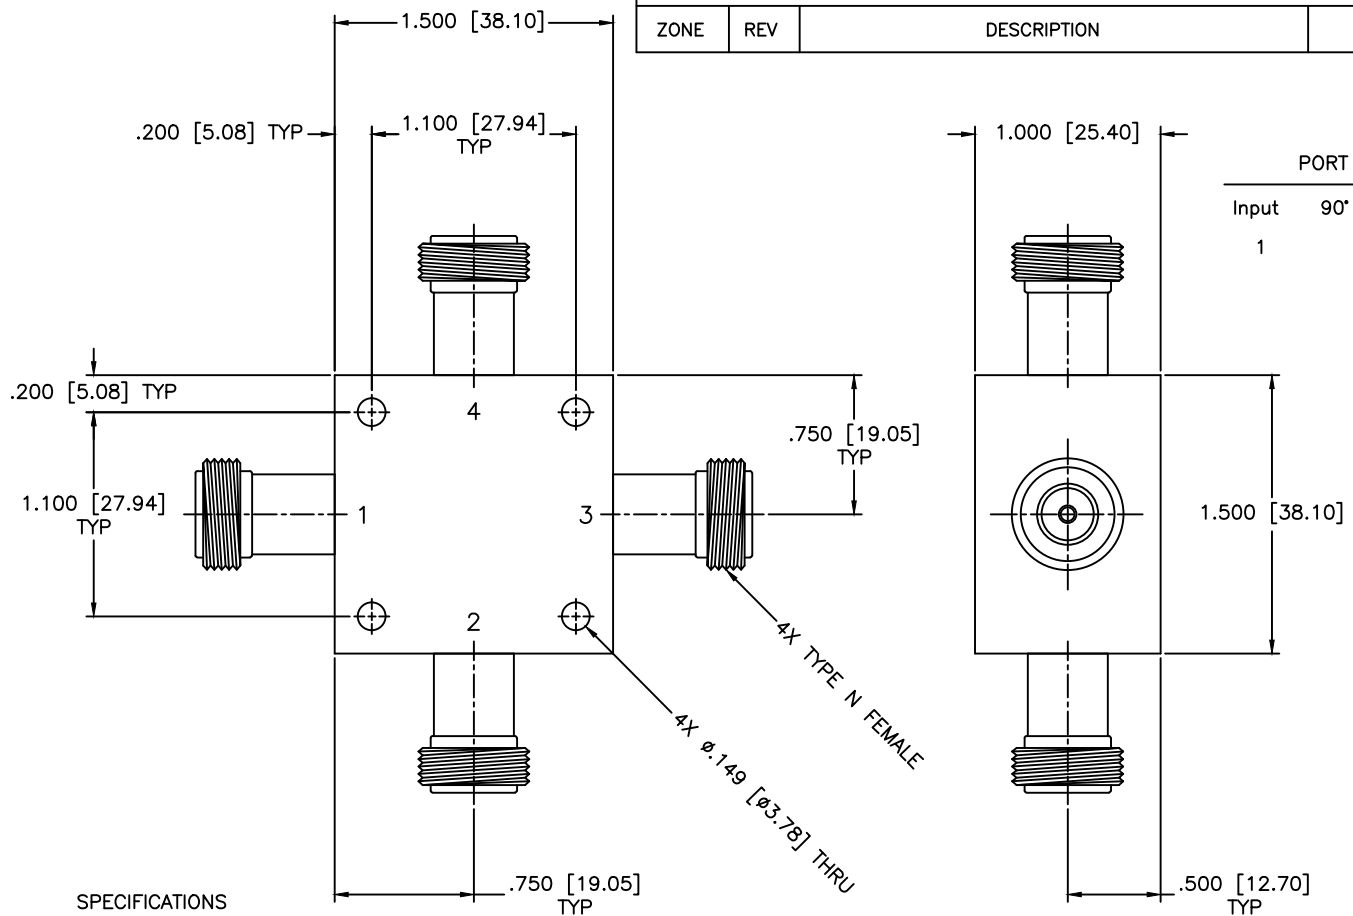 1.500 [38.10]
ZONE REV DESCRIPTION
.200 [5.08] TYP
1.100 [27.94]
TYP
1.000 [25.40]
PORT
Input 90°
1
.200 [5.08] TYP
4
.750 [19.05]
TYP
1.100 [27.94]
TYP
1
3
1.500 [38.10]
2
4X TYPE N FEMALE
4X ø.149 [ø3.78] THRU
SPECIFICATIONS
.750 [19.05]
TYP
.500 [12.70]
TYP